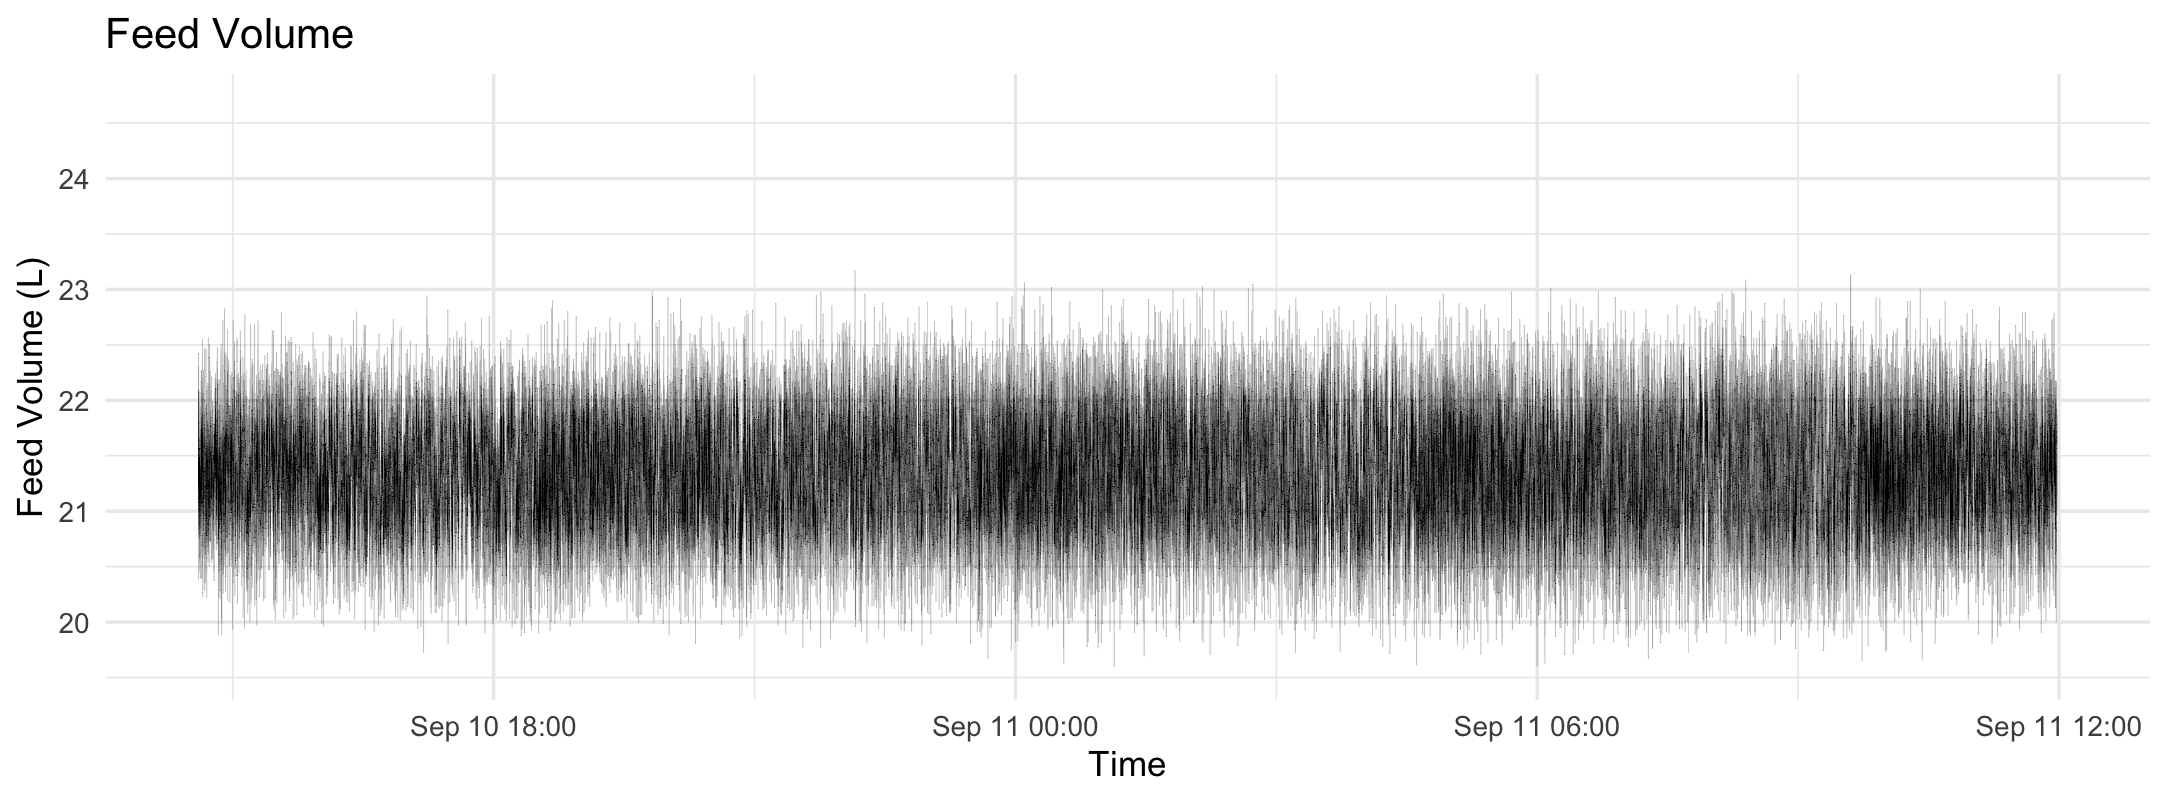 Feed Volume
Feed Volume (L)
24
23
22
21
20
Sep 10 18:00
Sep 11 00:00
Sep 11 06:00
Sep 11 12:00
Time